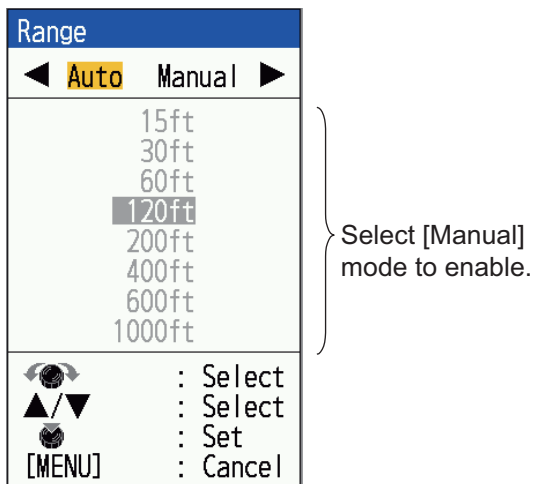 Range
◀ Auto Manual ▶
15ft
30ft
60ft
120ft
200ft
400ft
600ft
1000ft
Select [Manual]
mode to enable.
: Select
▲/▼ : Select
: Set
[MENU] : Cancel